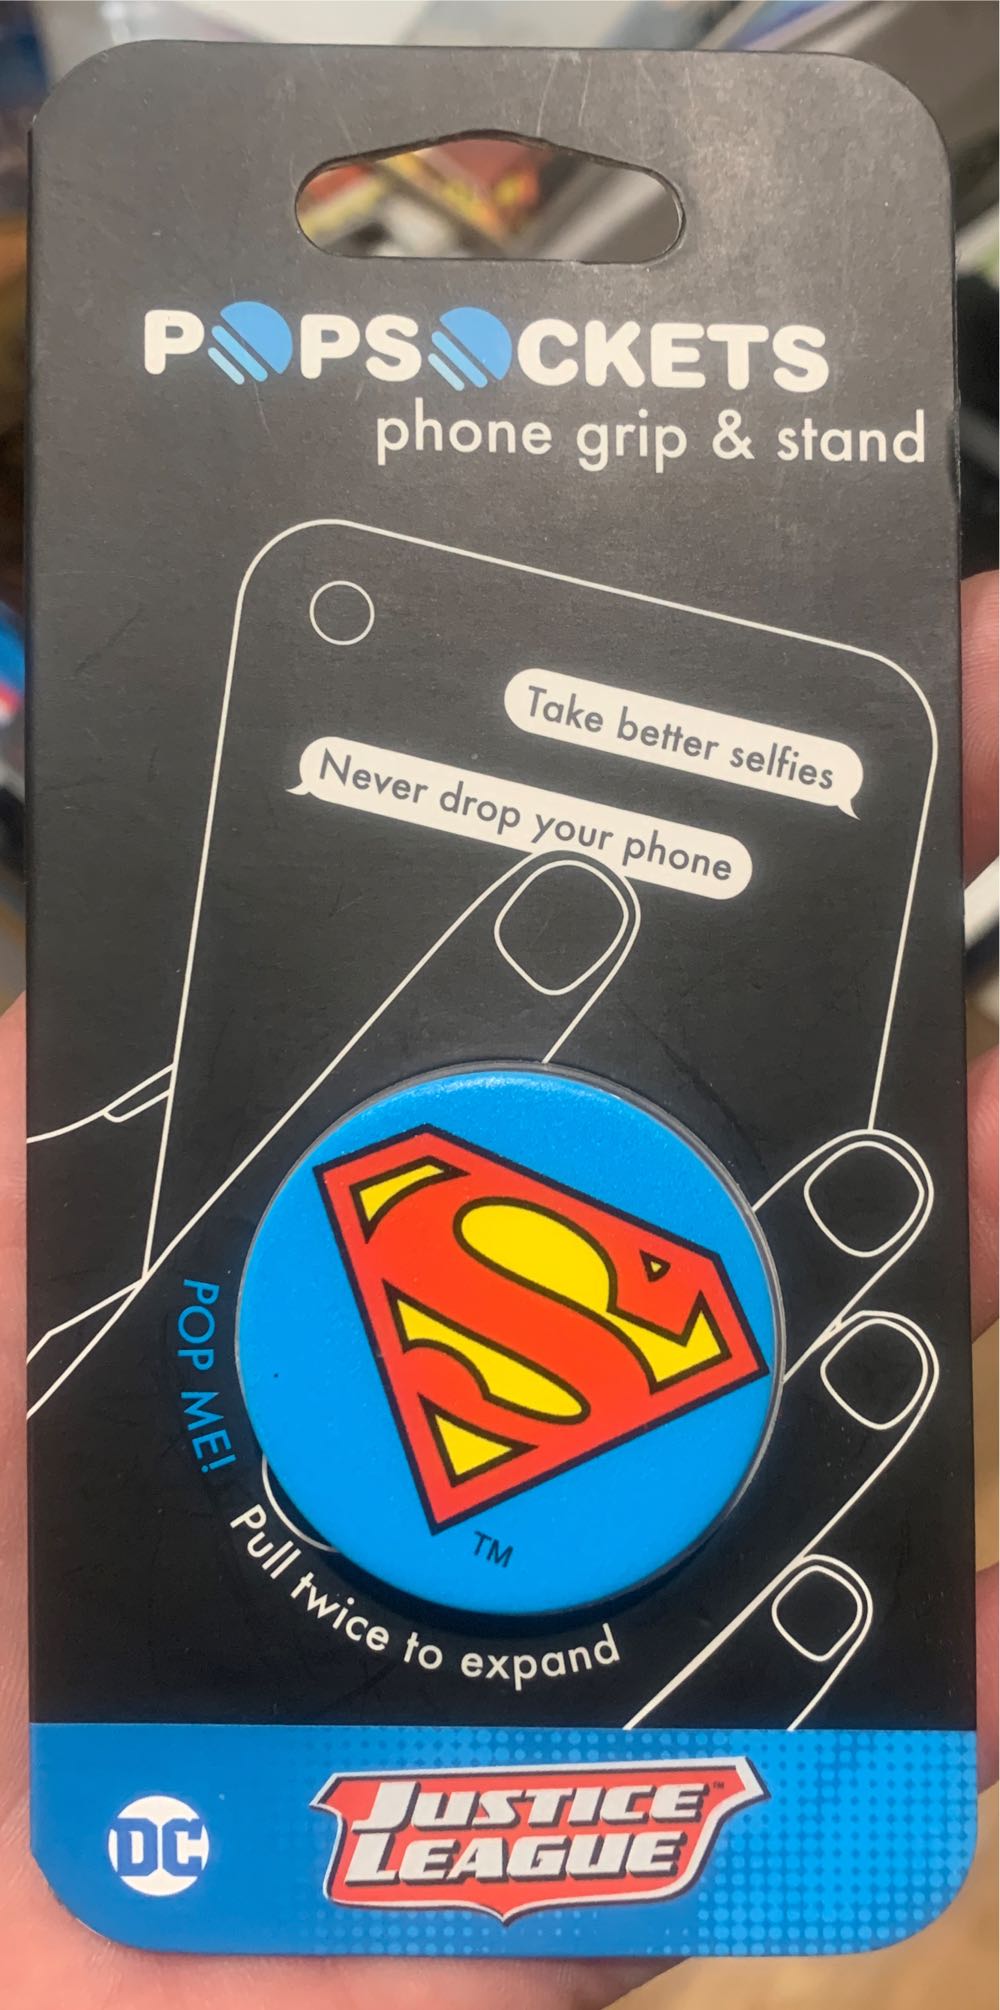 POPSOCKETS
phone grip & stand
Take better selfies
Never drop your phone
S
TM
POP ME!
Pull twice to expand
DC
JUSTICE™
LEAGUE